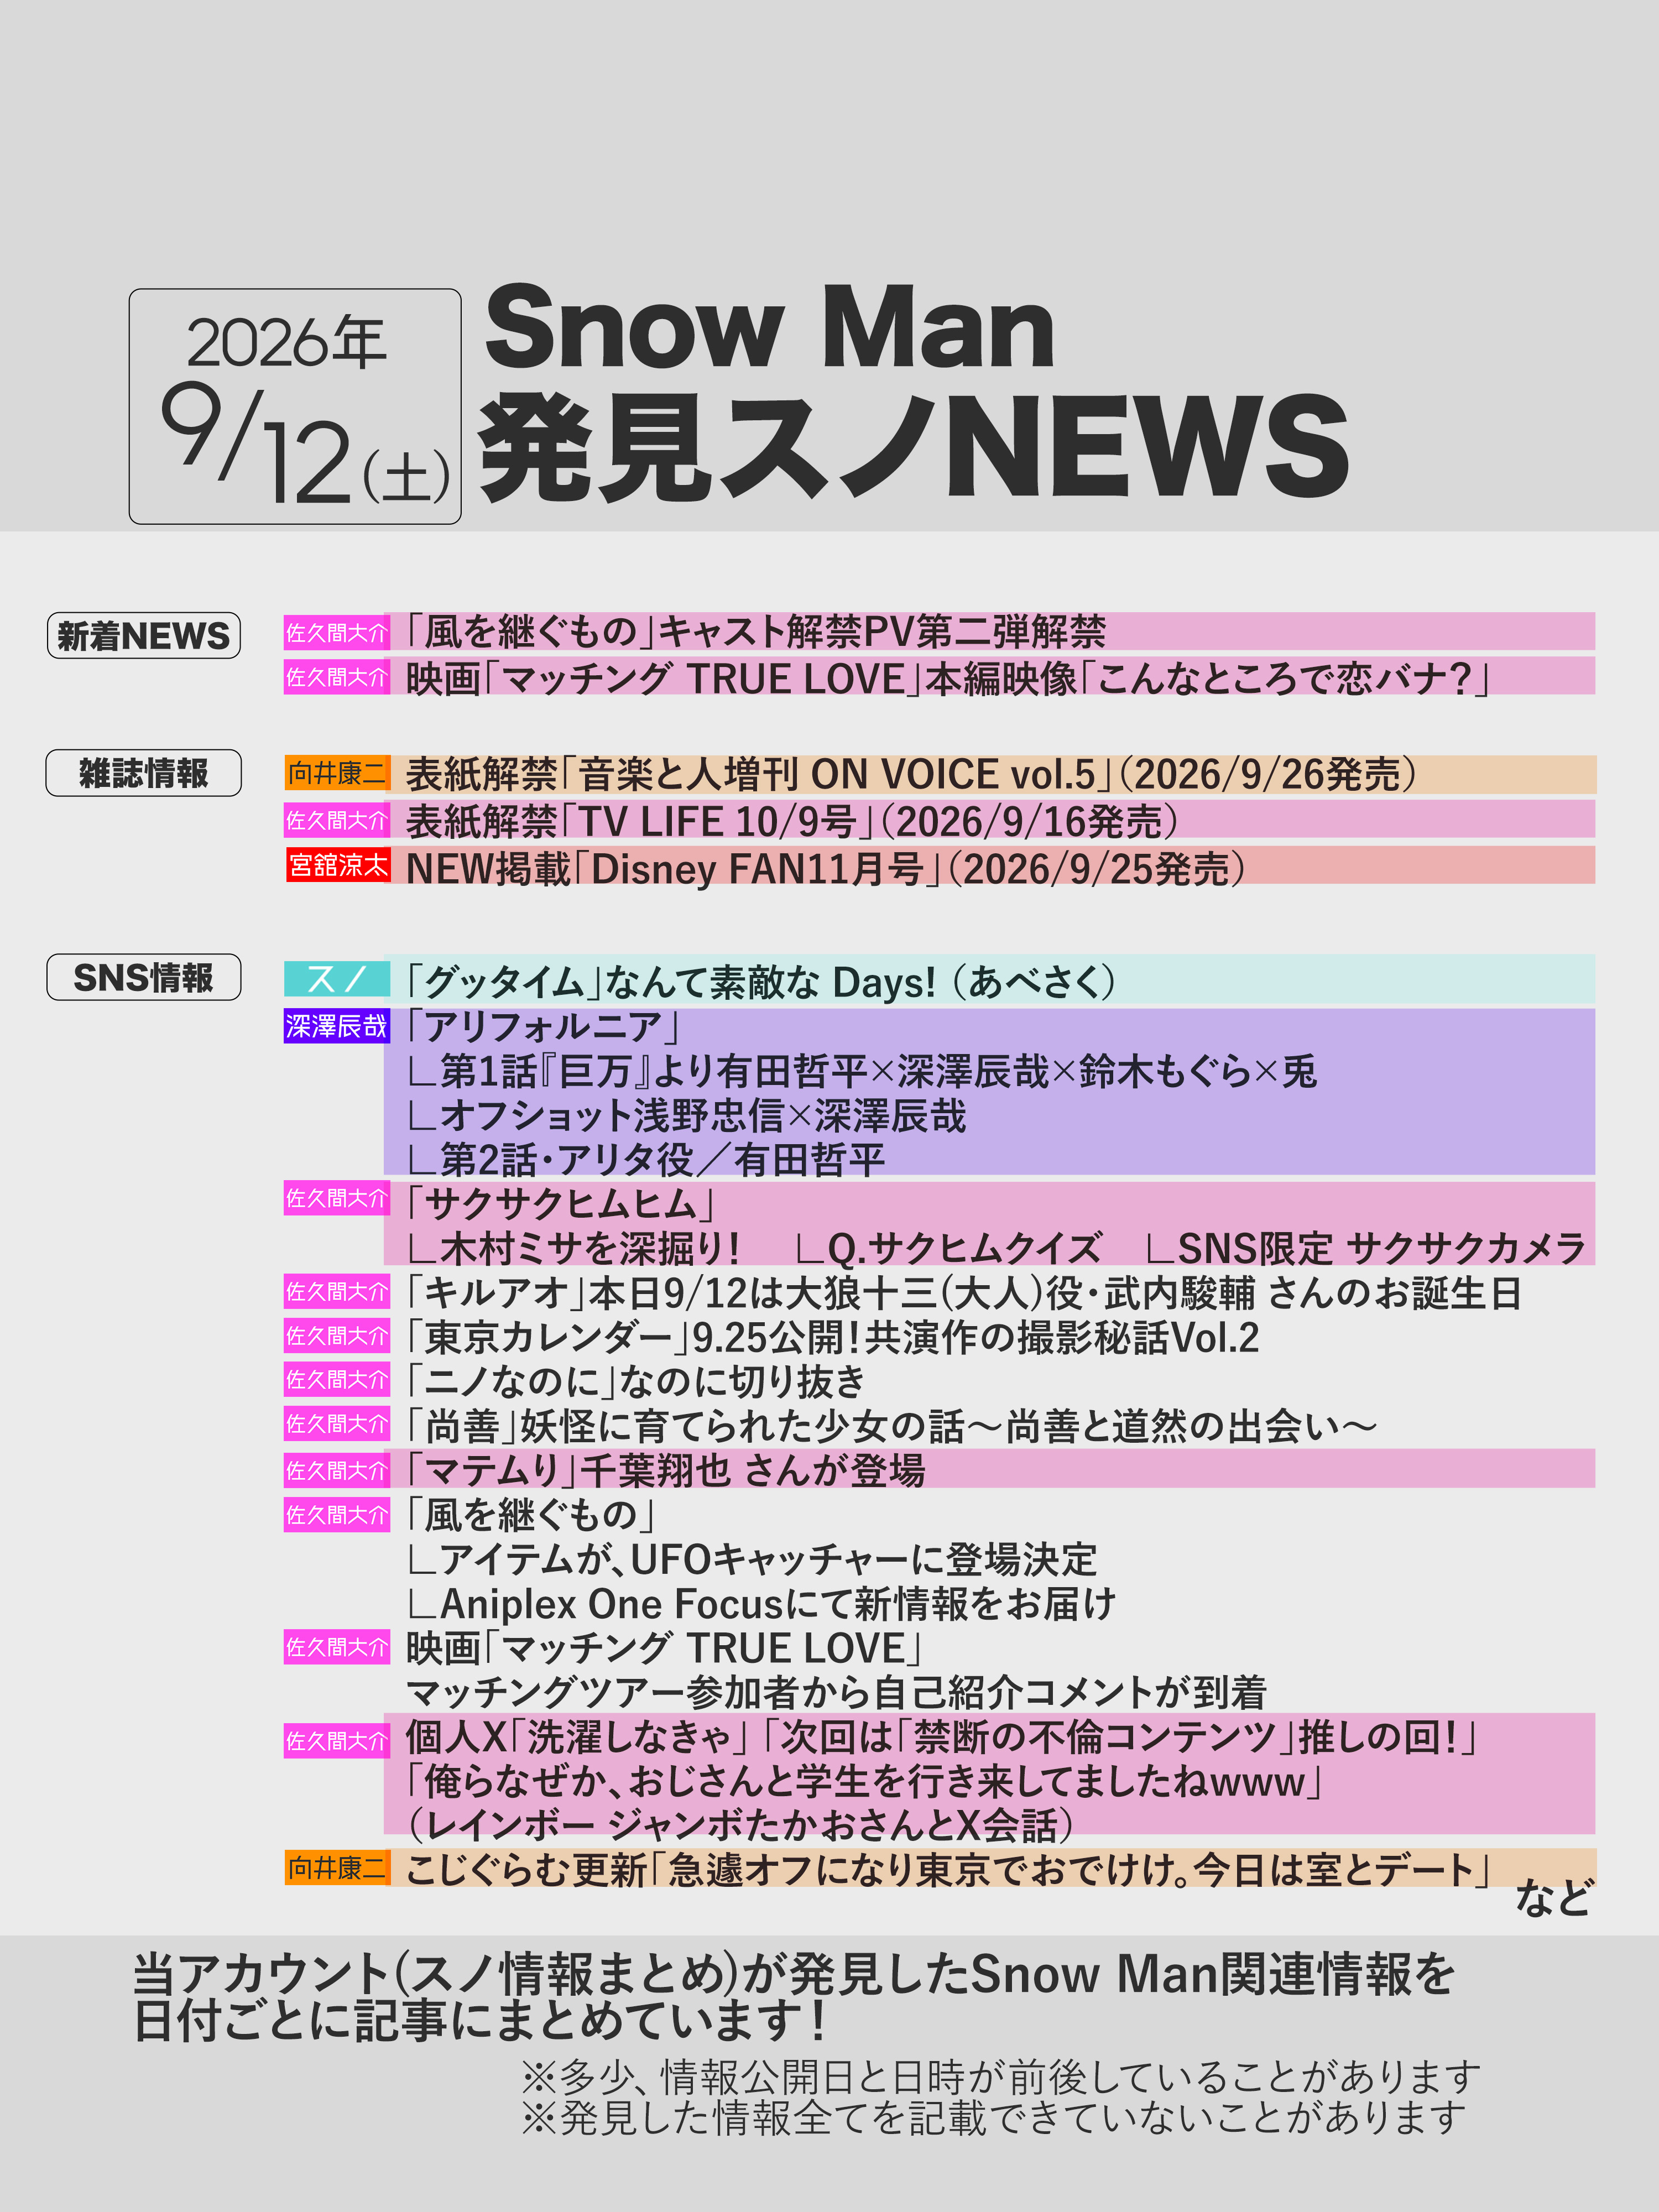 2026年
9/12(土)
Snow Man
発見スノNEWS
新着NEWS
佐久間大介 「風を継ぐもの」キャスト解禁PV第二弾解禁
佐久間大介 映画「マッチング TRUE LOVE」本編映像「こんなところで恋バナ?」
雑誌情報
向井康二 表紙解禁「音楽と人増刊 ON VOICE vol.5」(2026/9/26発売)
佐久間大介 表紙解禁「TV LIFE 10/9号」(2026/9/16発売)
宮舘涼太 NEW掲載「Disney FAN11月号」(2026/9/25発売)
SNS情報
スノ 「グッタイム」なんて素敵な Days!(あべさく)
深澤辰哉 「アリフォルニア」
∟第1話『巨万』より有田哲平×深澤辰哉×鈴木もぐら×兎
∟オフショット浅野忠信×深澤辰哉
∟第2話・アリタ役／有田哲平
佐久間大介 「サクサクヒムヒム」
∟木村ミサを深掘り! ∟Q.サクヒムクイズ ∟SNS限定 サクサクカメラ
佐久間大介 「キルアオ」本日9/12は大狼十三(大人)役・武内駿輔 さんのお誕生日
佐久間大介 「東京カレンダー」9.25公開!共演作の撮影秘話Vol.2
佐久間大介 「ニノなのに」なのに切り抜き
佐久間大介 「尚善」妖怪に育てられた少女の話～尚善と道然の出会い～
佐久間大介 「マテムり」千葉翔也 さんが登場
佐久間大介 「風を継ぐもの」
∟アイテムが、UFOキャッチャーに登場決定
∟Aniplex One Focusにて新情報をお届け
佐久間大介 映画「マッチング TRUE LOVE」
マッチングツアー参加者から自己紹介コメントが到着
佐久間大介 個人X「洗濯しなきゃ」「次回は「禁断の不倫コンテンツ」推しの回!」
「俺らなぜか、おじさんと学生を行き来してましたねwww」
(レインボー ジャンボたかおさんとX会話)
向井康二 こじぐらむ更新「急遽オフになり東京でおでけけ。今日は室とデート」
など
当アカウント(スノ情報まとめ)が発見したSnow Man関連情報を
日付ごとに記事にまとめています!
※多少、情報公開日と日時が前後していることがあります
※発見した情報全てを記載できていないことがあります